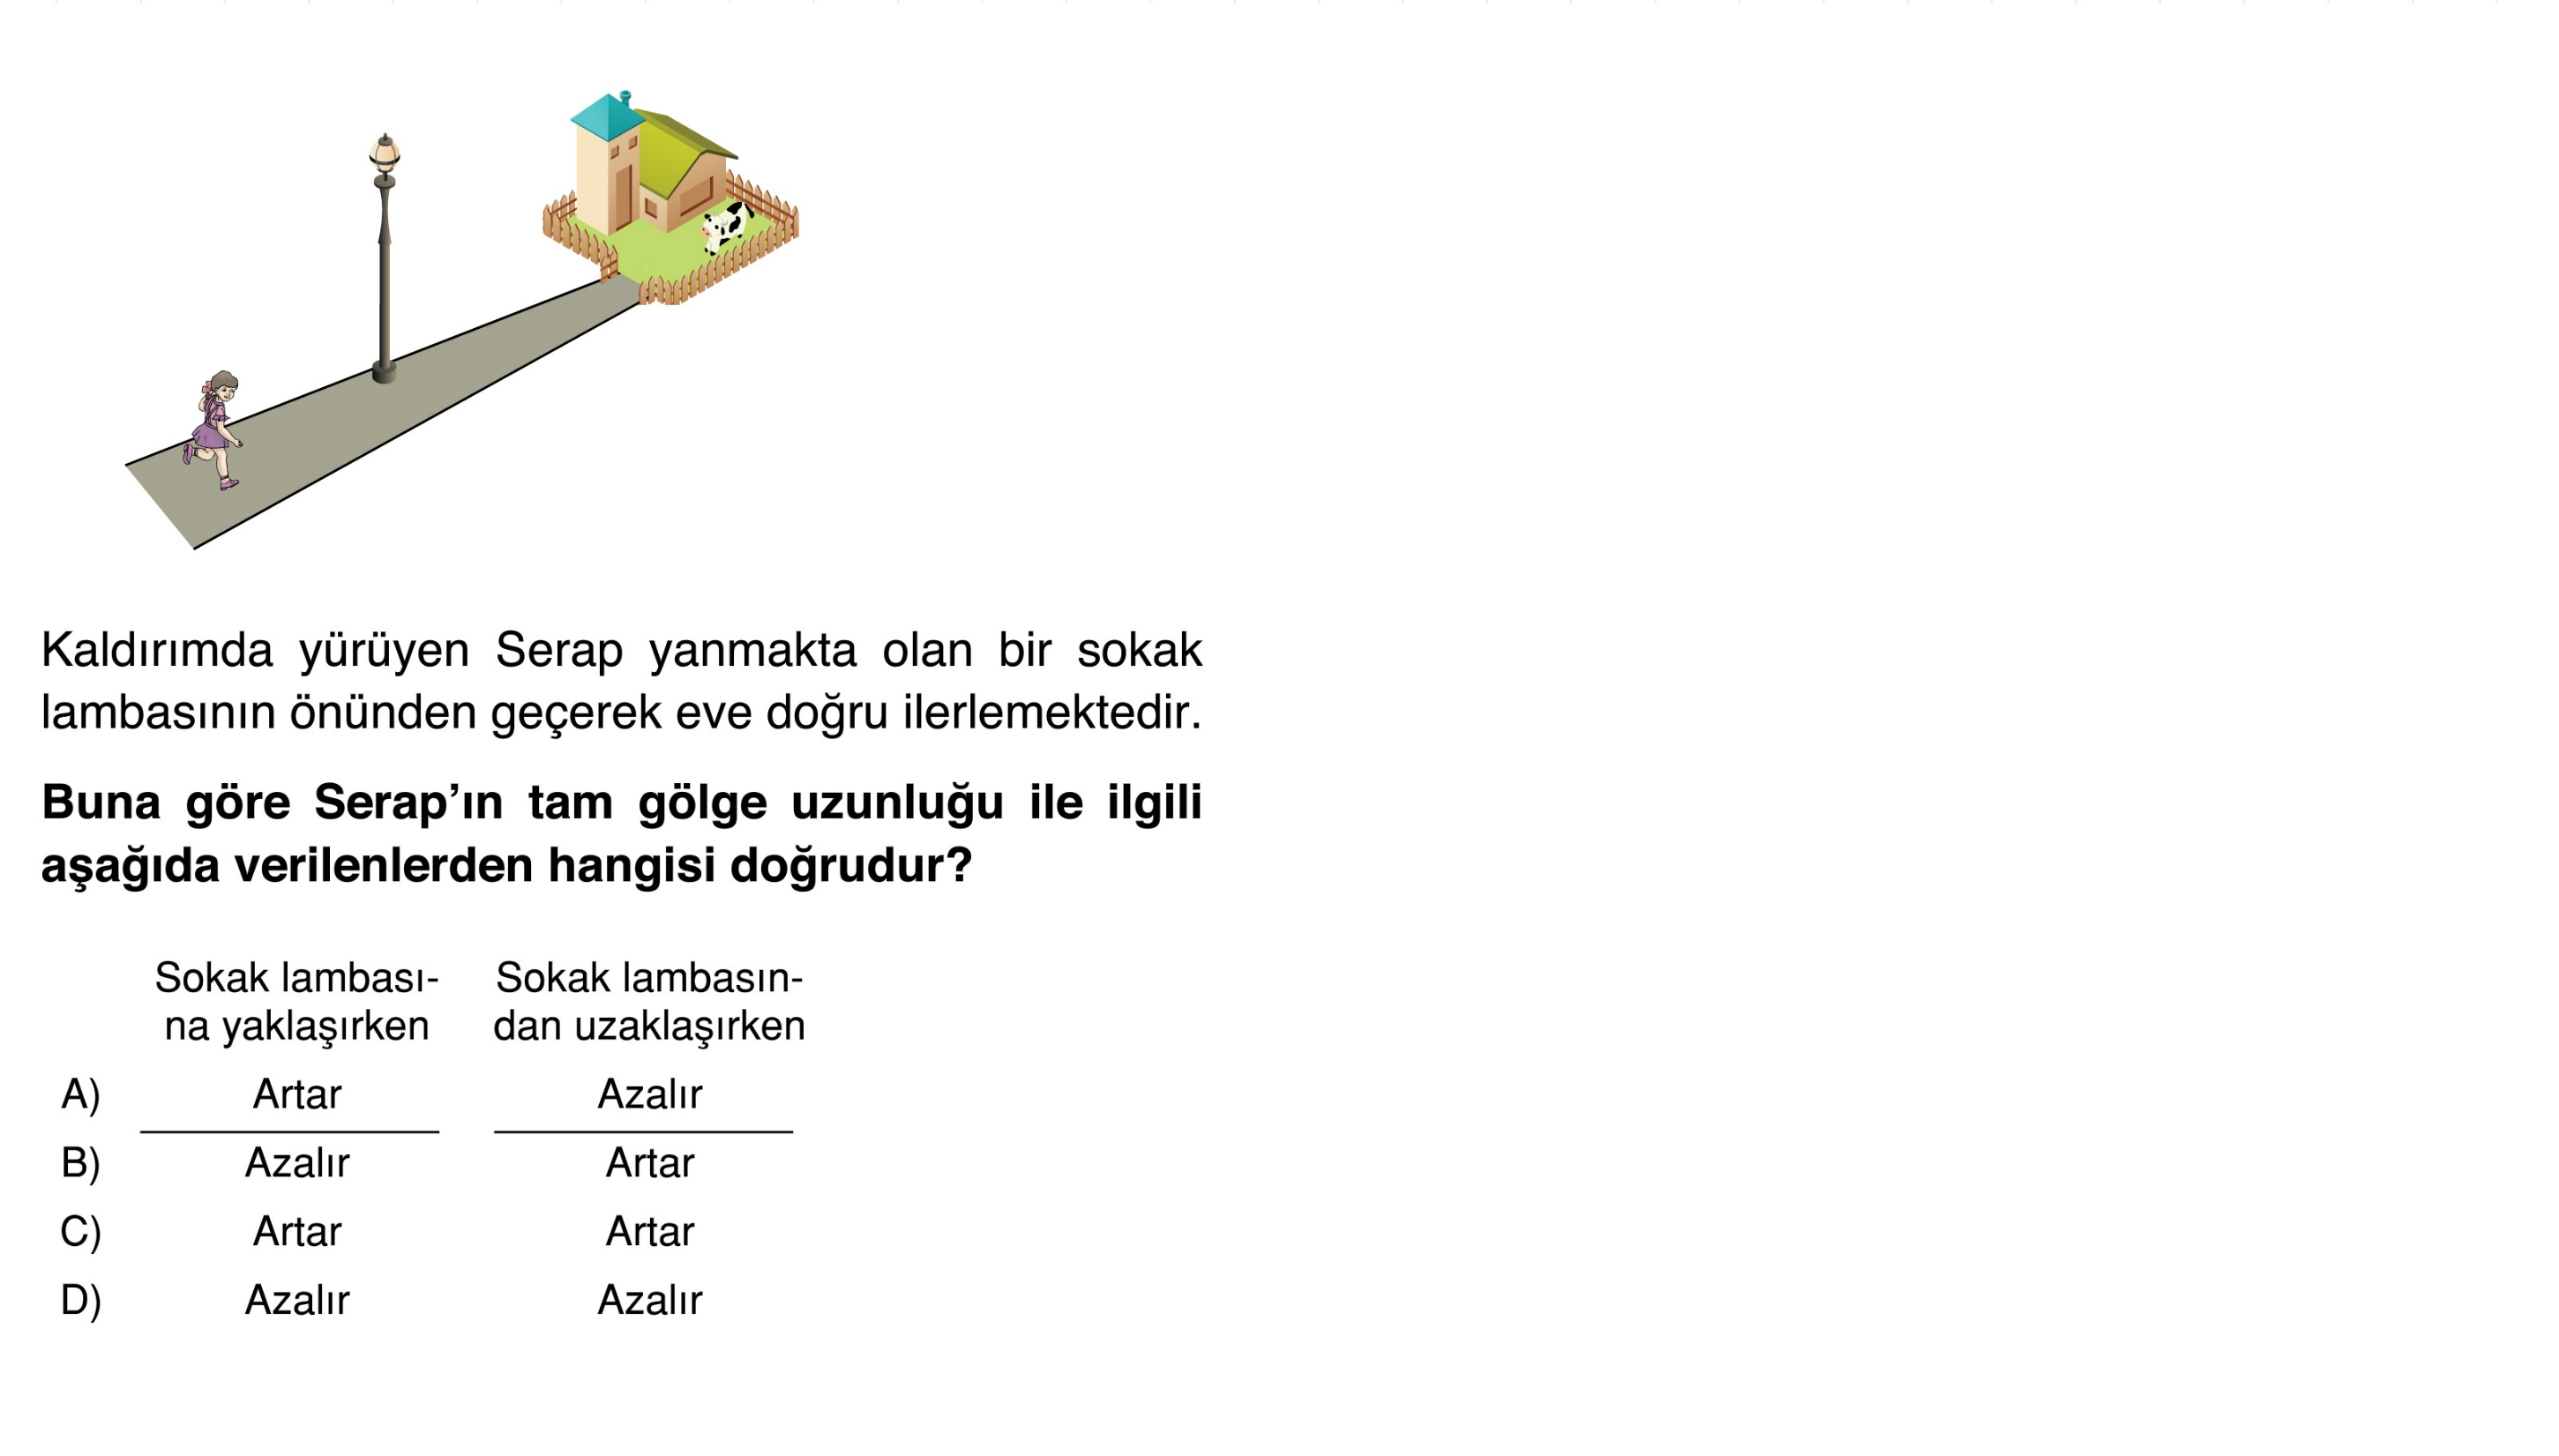 Kaldırımda yürüyen Serap yanmakta olan bir sokak
lambasının önünden geçerek eve doğru ilerlemektedir.
Buna göre Serap’ın tam gölge uzunluğu ile ilgili
aşağıda verilenlerden hangisi doğrudur?
Sokak lambası- Sokak lambasın-
na yaklaşırken dan uzaklaşırken
A) Artar Azalır
B) Azalır Artar
C) Artar Artar
D) Azalır Azalır